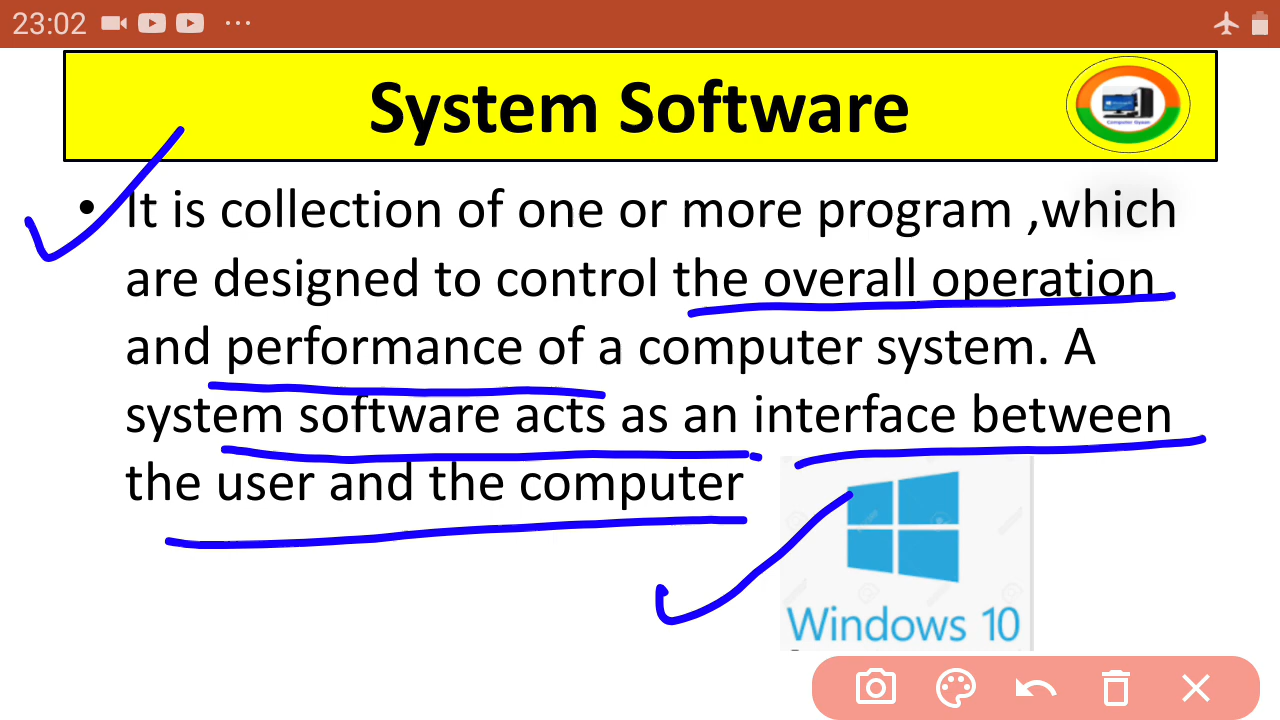 23:02
System Software
Computer Gyaan
• It is collection of one or more program ,which
are designed to control the overall operation
and performance of a computer system. A
system software acts as an interface between
the user and the computer
Windows 10